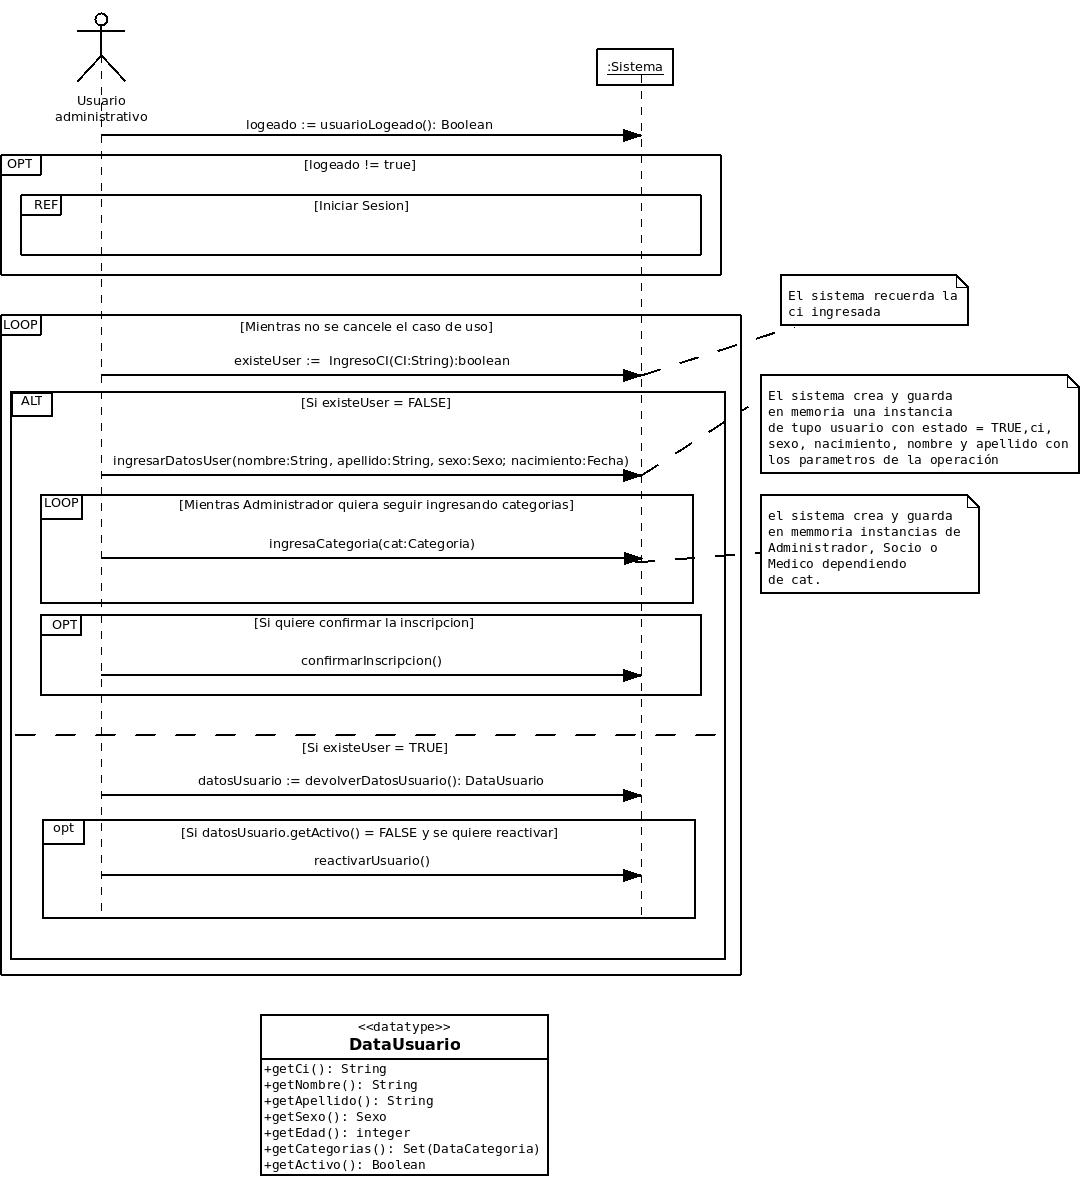 Usuario
administrativo
:Sistema
logeado := usuarioLogeado(): Boolean
OPT
[logeado != true]
REF
[Iniciar Sesion]
El sistema recuerda la
ci ingresada
LOOP
[Mientras no se cancele el caso de uso]
existeUser :=  IngresoCI(CI:String):boolean
ALT
[Si existeUser = FALSE]
El sistema crea y guarda
en memoria una instancia
de tupo usuario con estado = TRUE,ci,
sexo, nacimiento, nombre y apellido con
los parametros de la operación
ingresarDatosUser(nombre:String, apellido:String, sexo:Sexo; nacimiento:Fecha)
LOOP
[Mientras Administrador quiera seguir ingresando categorias]
ingresaCategoria(cat:Categoria)
el sistema crea y guarda
en memmoria instancias de
Administrador, Socio o
Medico dependiendo
de cat.
OPT
[Si quiere confirmar la inscripcion]
confirmarInscripcion()
[Si existeUser = TRUE]
datosUsuario := devolverDatosUsuario(): DataUsuario
opt
[Si datosUsuario.getActivo() = FALSE y se quiere reactivar]
reactivarUsuario()
<<datatype>>
DataUsuario
+getCi(): String
+getNombre(): String
+getApellido(): String
+getSexo(): Sexo
+getEdad(): integer
+getCategorias(): Set(DataCategoria)
+getActivo(): Boolean